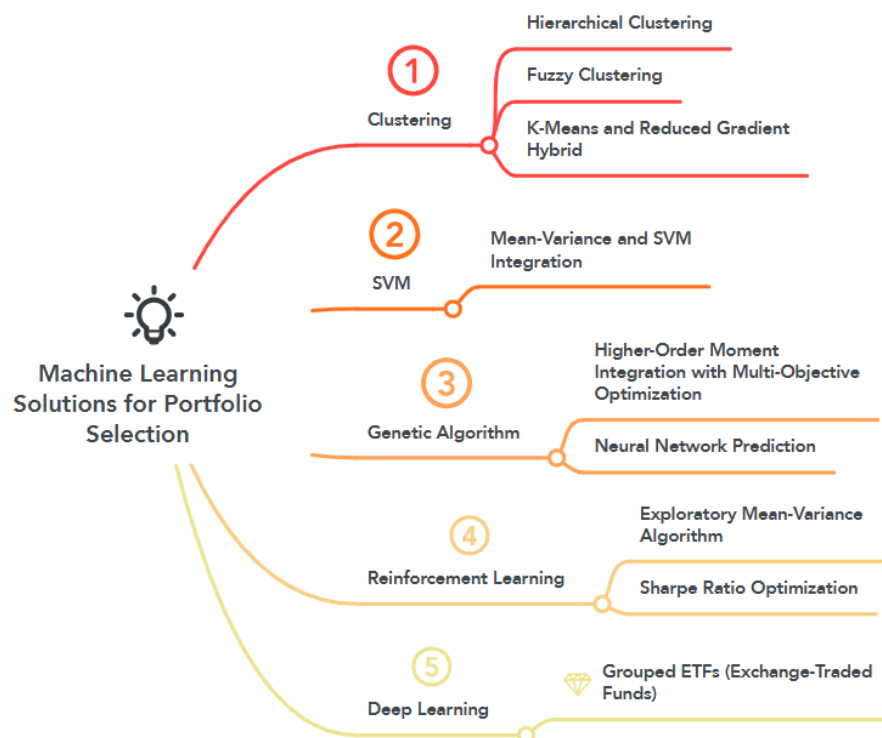 Machine Learning
Solutions for Portfolio
Selection
1
Clustering
Hierarchical Clustering
Fuzzy Clustering
K-Means and Reduced Gradient
Hybrid
2
SVM
Mean-Variance and SVM
Integration
3
Genetic Algorithm
Higher-Order Moment
Integration with Multi-Objective
Optimization
Neural Network Prediction
4
Reinforcement Learning
Exploratory Mean-Variance
Algorithm
Sharpe Ratio Optimization
5
Deep Learning
Grouped ETFs (Exchange-Traded
Funds)